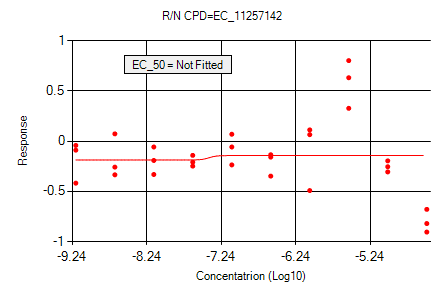 R/N CPD=EC_11257142
EC_50 = Not Fitted
1
0.5
0
-0.5
-1
Response
-9.24 -8.24 -7.24 -6.24 -5.24
Concentatrion (Log10)